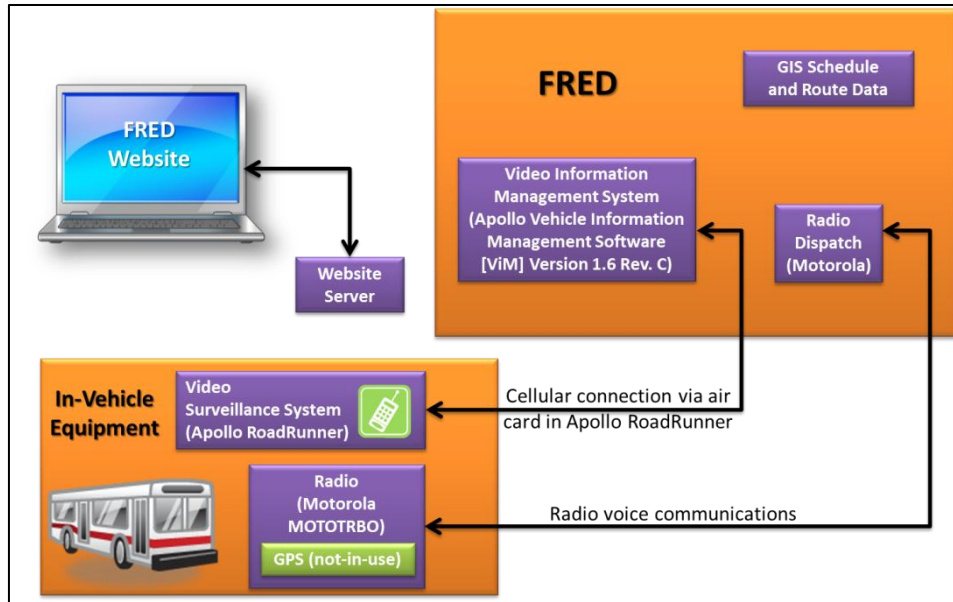 FRED
Website
Website
Server
FRED
GIS Schedule
and Route Data
Video Information
Management System
(Apollo Vehicle Information
Management Software
[ViM] Version 1.6 Rev. C)
Radio
Dispatch
(Motorola)
In-Vehicle
Equipment
Video
Surveillance System
(Apollo RoadRunner)
Cellular connection via air
card in Apollo RoadRunner
Radio
(Motorola
MOTOTRBO)
GPS (not-in-use)
Radio voice communications